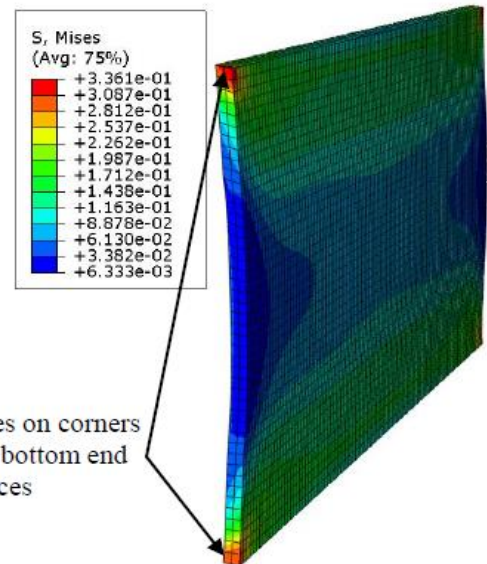 S, Mises
(Avg: 75%)
+3.361e-01
+3.087e-01
+2.812e-01
+2.537e-01
+2.262e-01
+1.987e-01
+1.712e-01
+1.438e-01
+1.163e-01
+8.878e-02
+6.130e-02
+3.382e-02
+6.333e-03
es on corners
bottom end
ces